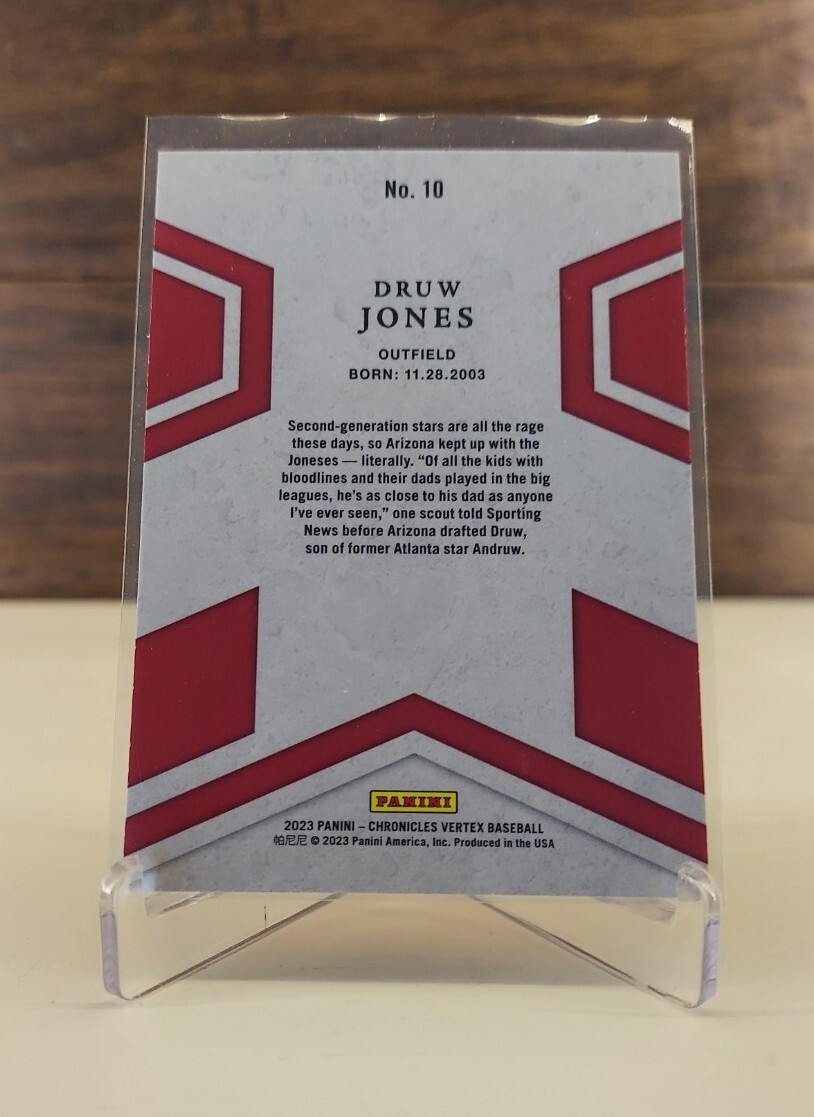 No. 10
DRUW
JONES
OUTFIELD
BORN: 11.28.2003
Second-generation stars are all the rage
these days, so Arizona kept up with the
Joneses — literally. “Of all the kids with
bloodlines and their dads played in the big
leagues, he’s as close to his dad as anyone
I’ve ever seen,” one scout told Sporting
News before Arizona drafted Druw,
son of former Atlanta star Andruw.
PANINI
2023 PANINI – CHRONICLES VERTEX BASEBALL
帕尼尼 © 2023 Panini America, Inc. Produced in the USA